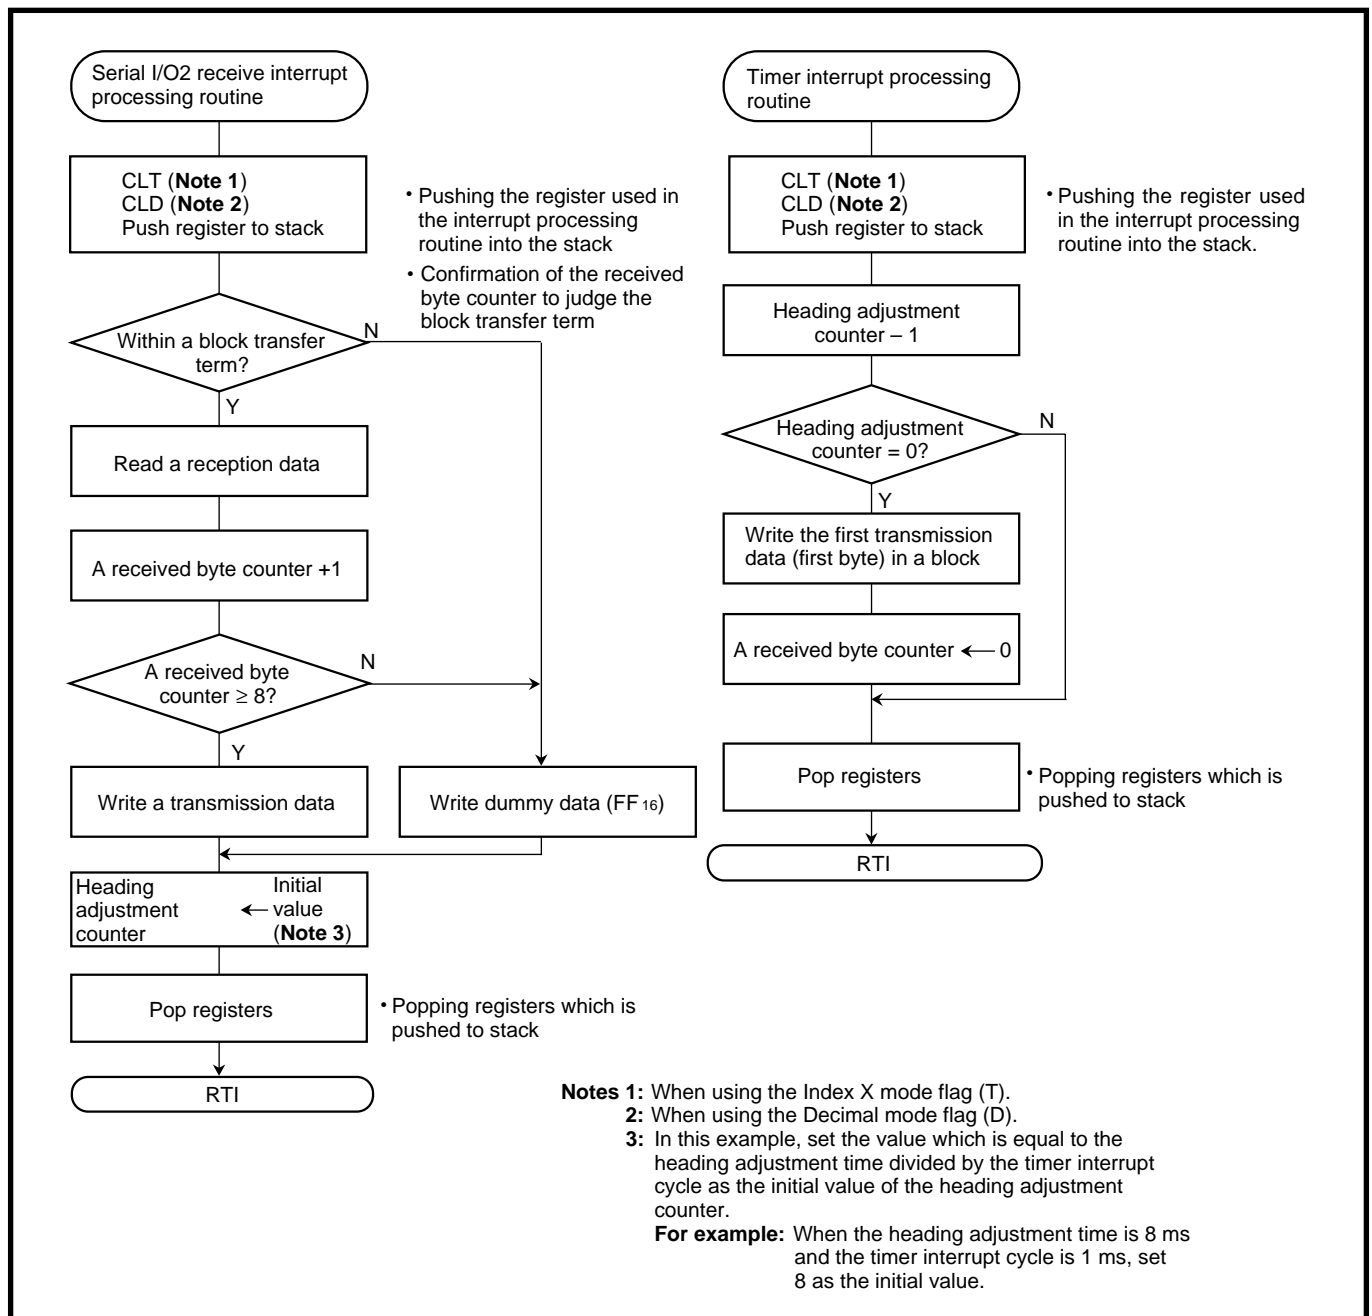 Serial I/O2 receive interrupt
processing routine
CLT (Note 1)
CLD (Note 2)
Push register to stack
• Pushing the register used in
the interrupt processing
routine into the stack
• Confirmation of the received
byte counter to judge the
block transfer term
Within a block transfer
term?
N
Y
Read a reception data
A received byte counter +1
A received byte
counter ≥ 8?
N
Y
Write a transmission data
Write dummy data (FF16)
Heading
adjustment
counter
← Initial
value
(Note 3)
Pop registers
• Popping registers which is
pushed to stack
RTI
Timer interrupt processing
routine
CLT (Note 1)
CLD (Note 2)
Push register to stack
• Pushing the register used
in the interrupt processing
routine into the stack.
Heading adjustment
counter – 1
Heading adjustment
counter = 0?
N
Y
Write the first transmission
data (first byte) in a block
A received byte counter ← 0
Pop registers
• Popping registers which is
pushed to stack
RTI
Notes 1: When using the Index X mode flag (T).
2: When using the Decimal mode flag (D).
3: In this example, set the value which is equal to the
heading adjustment time divided by the timer interrupt
cycle as the initial value of the heading adjustment
counter.
For example: When the heading adjustment time is 8 ms
and the timer interrupt cycle is 1 ms, set
8 as the initial value.